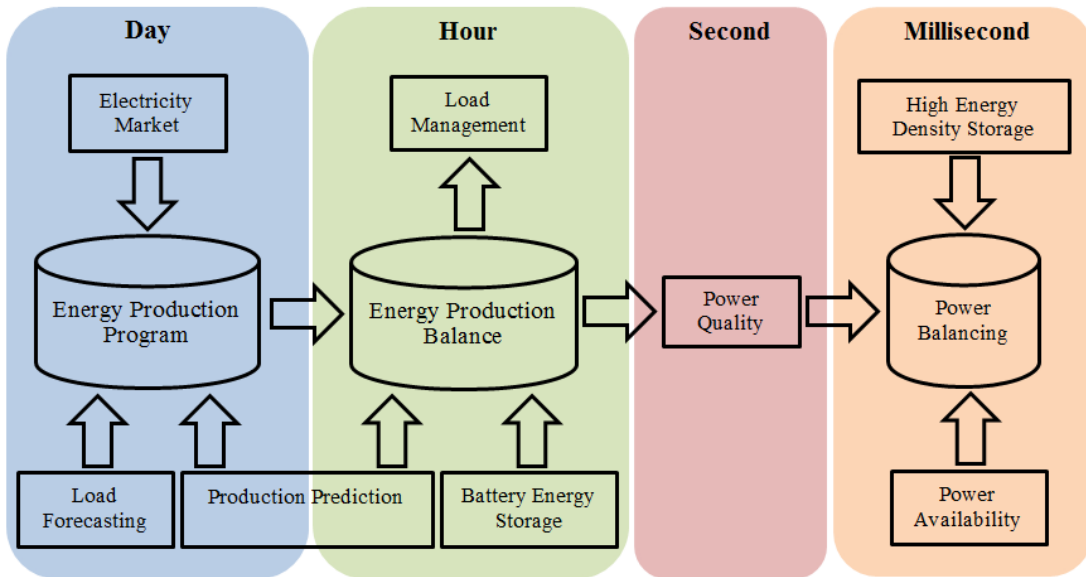 Day
Hour
Second
Millisecond
Electricity
Market
Load
Management
High Energy
Density Storage
Energy Production
Program
Energy Production
Balance
Power
Quality
Power
Balancing
Load
Forecasting
Production Prediction
Battery Energy
Storage
Power
Availability